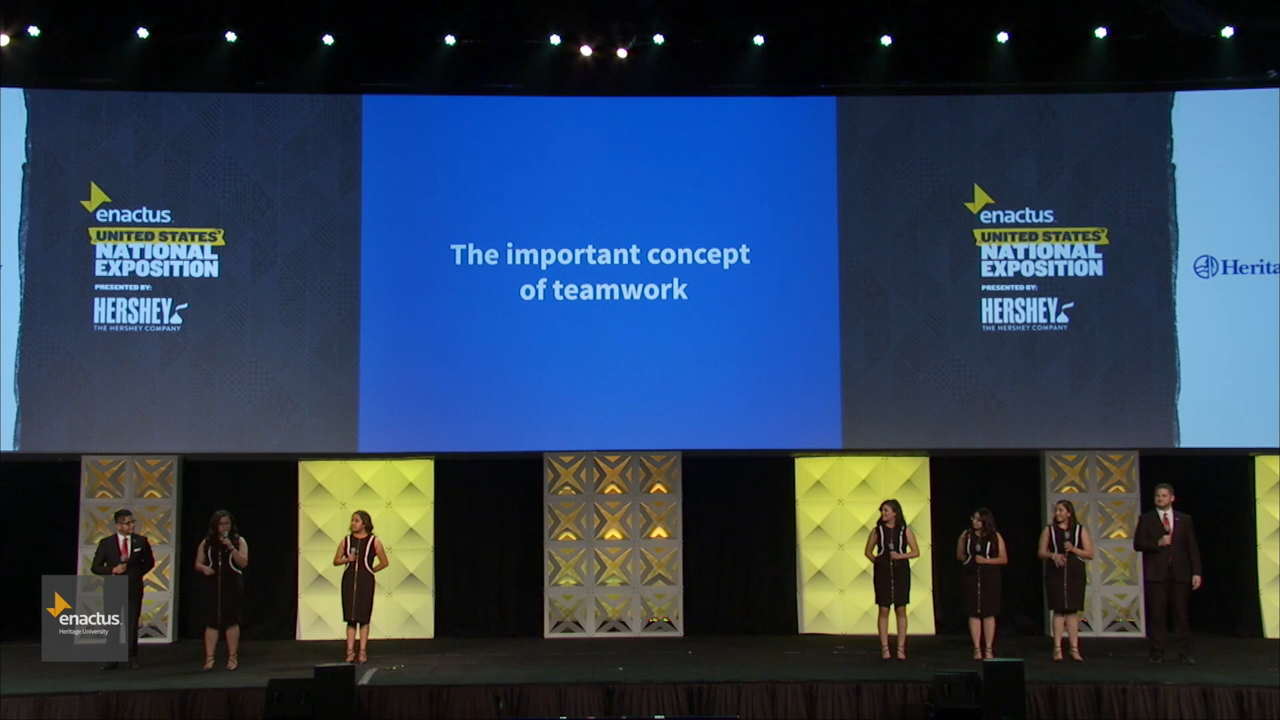 enactus
UNITED STATES
NATIONAL
EXPOSITION
PRESENTED BY:
HERSHEY
THE HERSHEY COMPANY
The important concept
of teamwork
enactus
UNITED STATES
NATIONAL
EXPOSITION
PRESENTED BY:
HERSHEY
THE HERSHEY COMPANY
Herita
enactus.
Heritage University